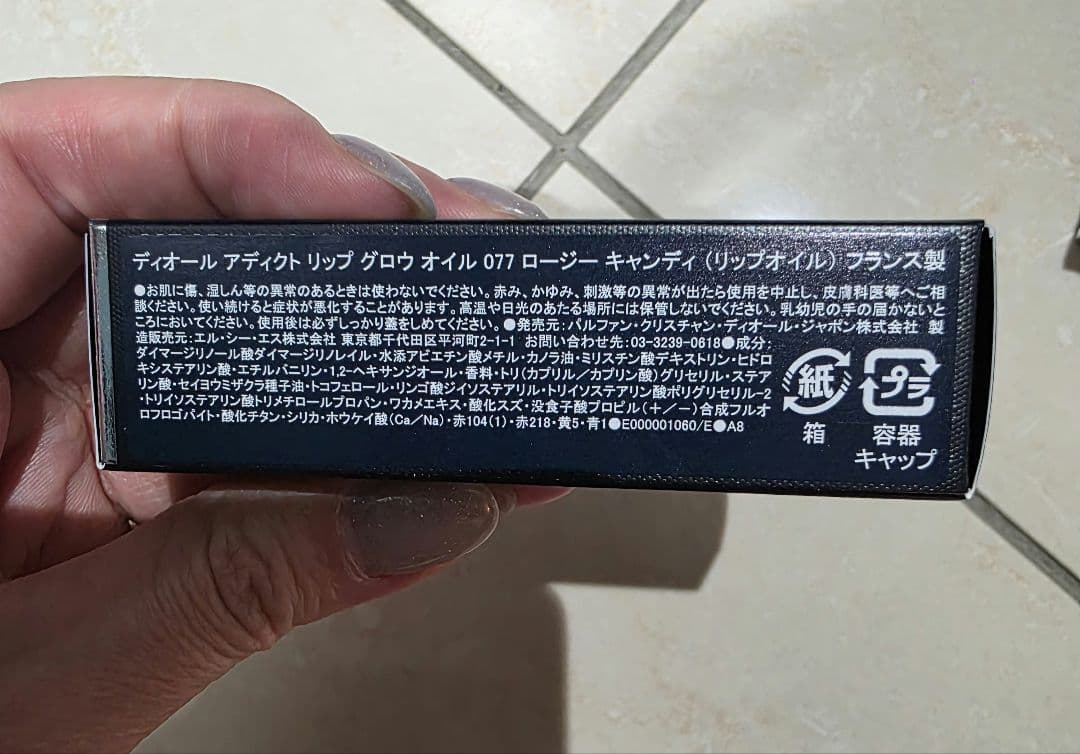 ディオール アディクト リップ グロウ オイル 077 ロージー キャンディ（リップオイル）フランス製
●お肌に傷、湿しん等の異常のあるときは使わないでください。赤み、かゆみ、刺激等の異常が出たら使用を中止し、皮膚科医等へご相
談ください。使い続けると症状が悪化することがあります。高温や日光のあたる場所には保管しないでください。乳幼児の手の届かないと
ころにおいてください。使用後は必ずしっかり蓋をしめてください。●発売元：パルファン・クリスチャン・ディオール・ジャポン株式会社 製
造販売元：エル・シー・エス株式会社 東京都千代田区平河町2-1-1 お問い合わせ先：03-3239-0618●成分：
ダイマージリノール酸ダイマージリノレイル・水添アビエチン酸メチル・カノラ油・ミリスチン酸デキストリン・ヒドロ
キシステアリン酸・エチルバニリン・1,2-ヘキサンジオール・香料・トリ（カプリル／カプリン酸）グリセリル・ステア
リン酸・セイヨウミザクラ種子油・トコフェロール・リンゴ酸ジイソステアリル・トリイソステアリン酸ポリグリセリル-2
・トリイソステアリン酸トリメチロールプロパン・ワカメエキス・酸化スズ・没食子酸プロピル（＋／－）合成フルオ
ロフロゴパイト・酸化チタン・シリカ・ホウケイ酸（Ca／Na）・赤104（1）・赤218・黄5・青1●E000001060/E●A8
紙
箱
プラ
容器
キャップ